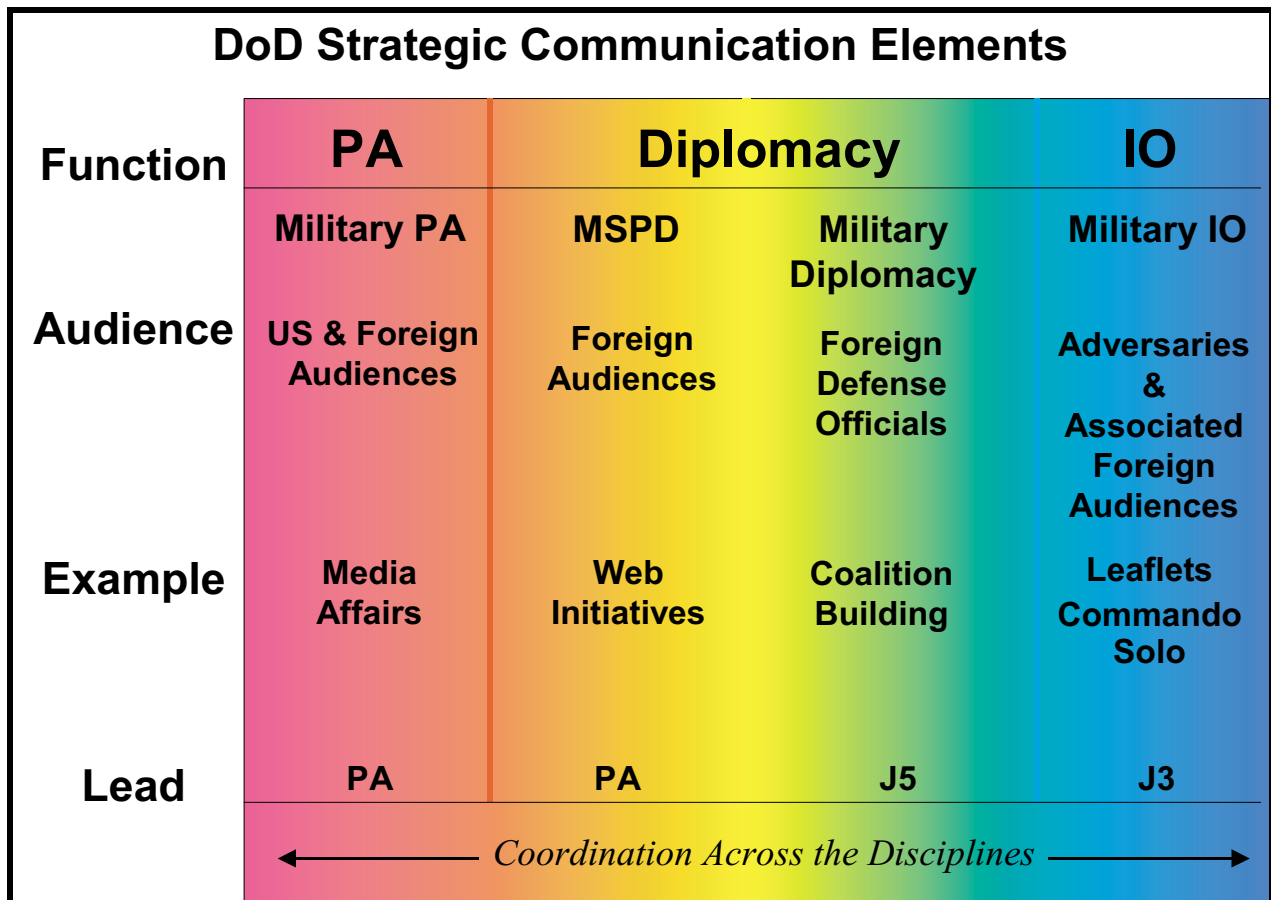 DoD Strategic Communication Elements
Function
PA
Diplomacy
IO
Military PA
MSPD
Military
Diplomacy
Military IO
Audience
US & Foreign
Audiences
Foreign
Audiences
Foreign
Defense
Officials
Adversaries
&
Associated
Foreign
Audiences
Example
Media
Affairs
Web
Initiatives
Coalition
Building
Leaflets
Commando
Solo
Lead
PA
PA
J5
J3
Coordination Across the Disciplines